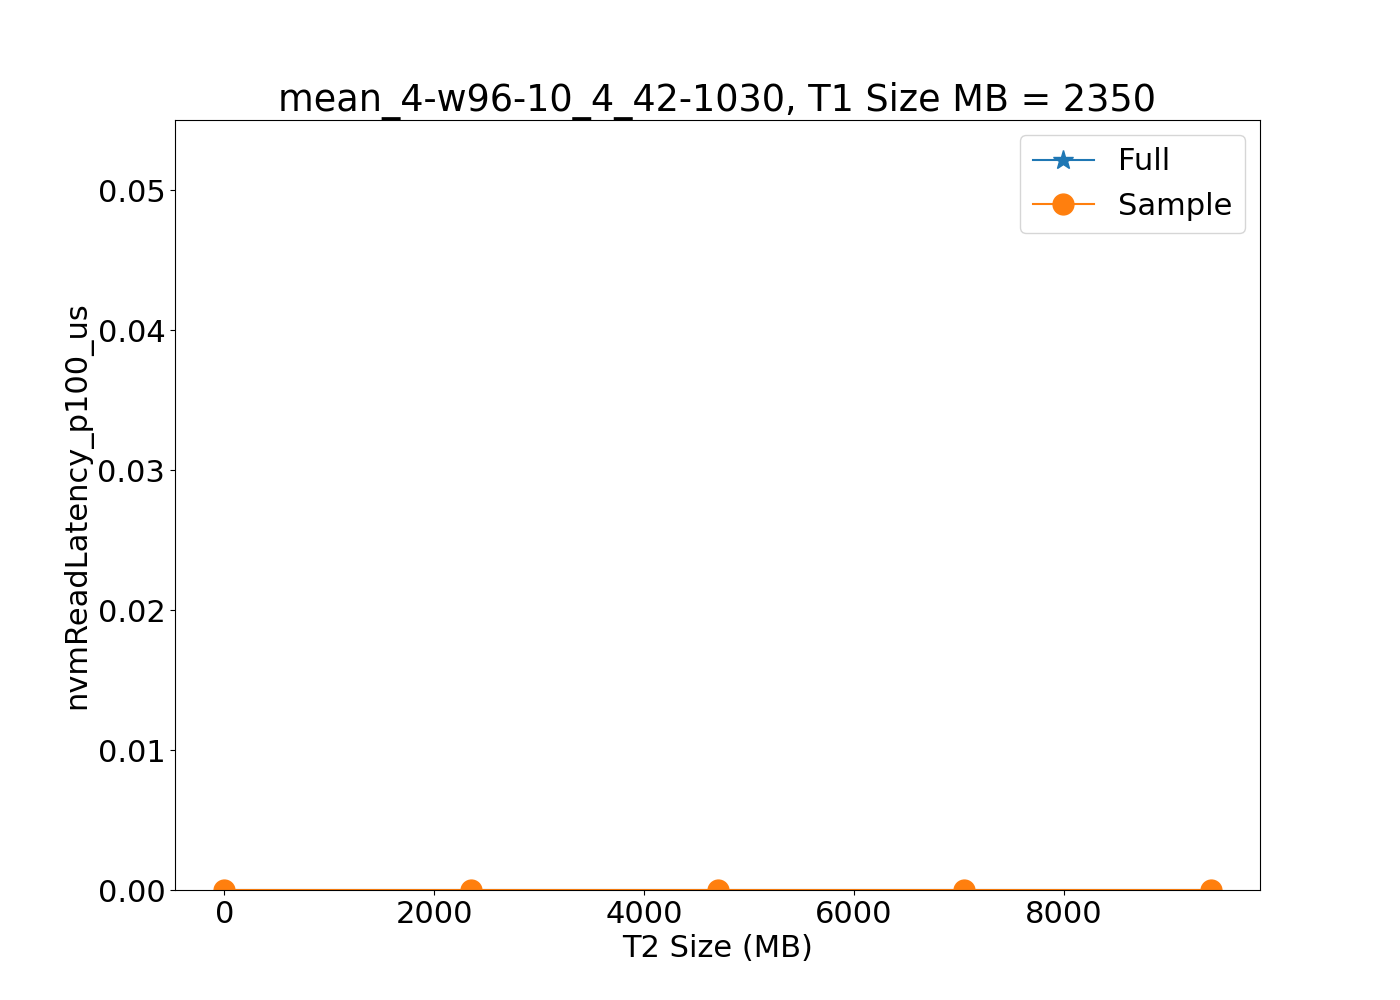 mean_4-w96-10_4_42-1030, T1 Size MB = 2350
Full
Sample
nvmReadLatency_p100_us
0.05
0.04
0.03
0.02
0.01
0.00
0 2000 4000 6000 8000
T2 Size (MB)